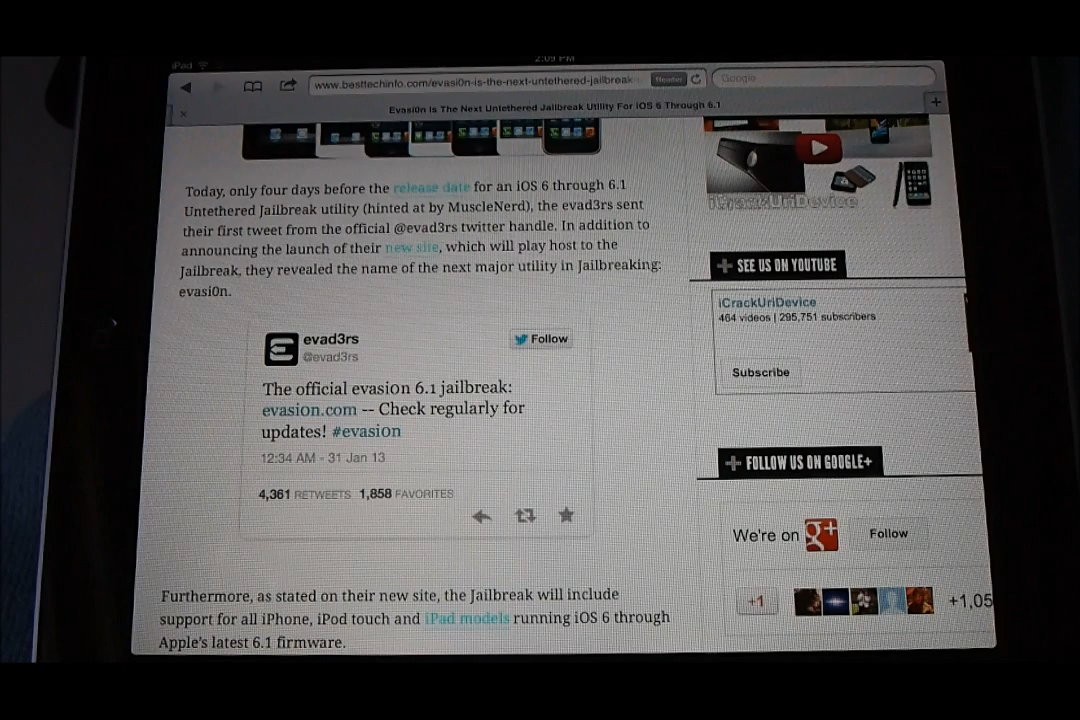 iPad
2:09 PM
www.besttechinfo.com/evasi0n-is-the-next-untethered-jailbreak-
Reader
Google
Evasi0n Is The Next Untethered Jailbreak Utility For iOS 6 Through 6.1
Today, only four days before the release date for an iOS 6 through 6.1
Untethered Jailbreak utility (hinted at by MuscleNerd), the evad3rs sent
their first tweet from the official @evad3rs twitter handle. In addition to
announcing the launch of their new site, which will play host to the
Jailbreak, they revealed the name of the next major utility in Jailbreaking:
evasi0n.
evad3rs
@evad3rs
Follow
The official evasion 6.1 jailbreak:
evasion.com -- Check regularly for
updates! #evasion
12:34 AM - 31 Jan 13
4,361 RETWEETS 1,858 FAVORITES
Furthermore, as stated on their new site, the Jailbreak will include
support for all iPhone, iPod touch and iPad models running iOS 6 through
Apple's latest 6.1 firmware.
iCrackUriDevice
+ SEE US ON YOUTUBE
iCrackUriDevice
464 videos | 295,751 subscribers
Subscribe
+ FOLLOW US ON GOOGLE+
We're on g+
Follow
+1
+1,05